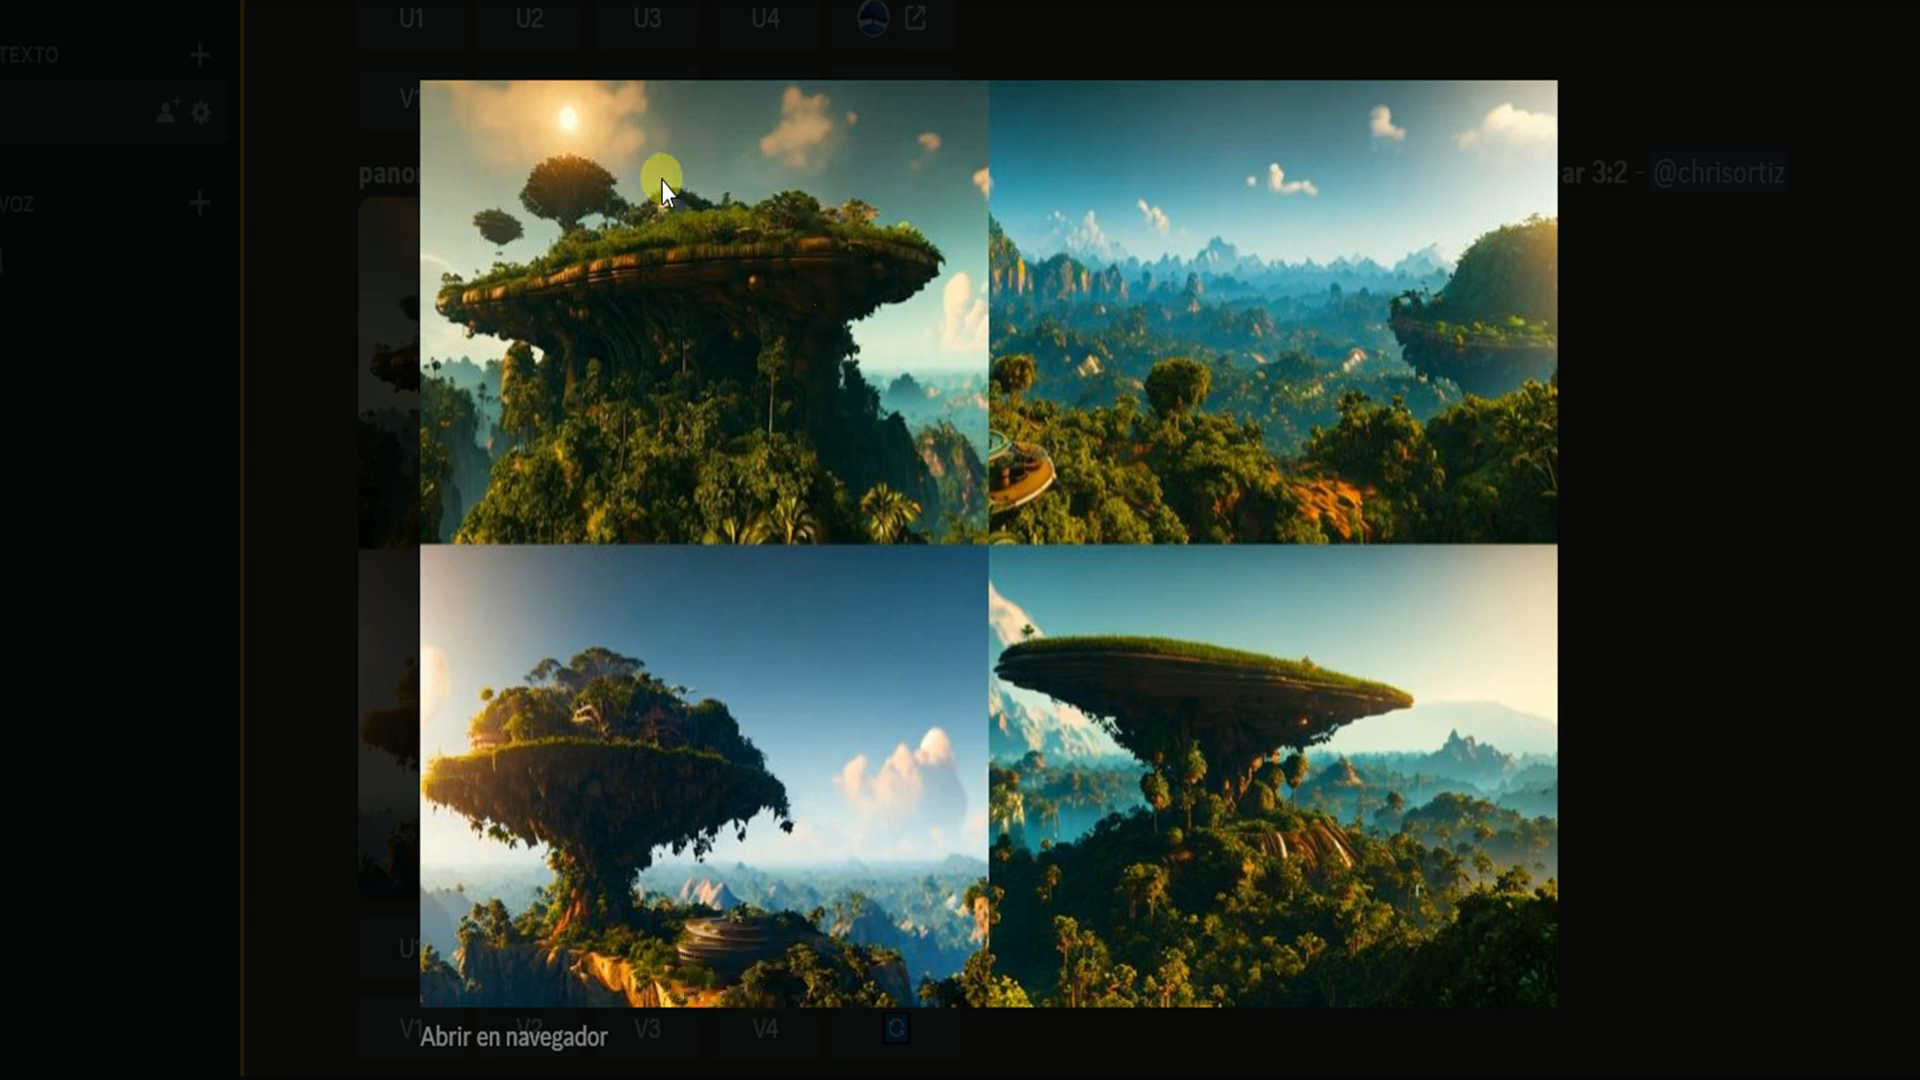 U1 U2 U3 U4
TEXTO
V1
panor
ar 3:2 - @chrisortiz
VOZ
U1
V1 V2 V3 V4
Abrir en navegador